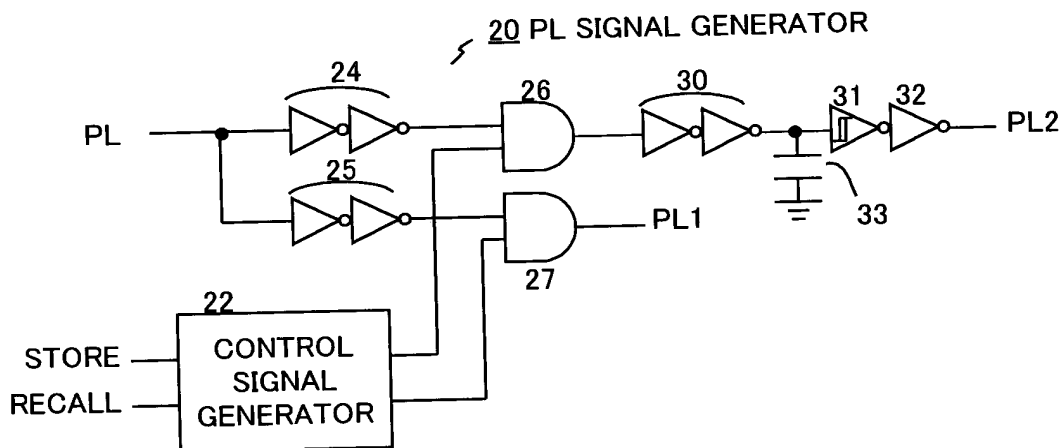 20 PL SIGNAL GENERATOR
24
26
30
31
32
PL
PL2
25
33
PL1
27
22
STORE
RECALL
CONTROL
SIGNAL
GENERATOR